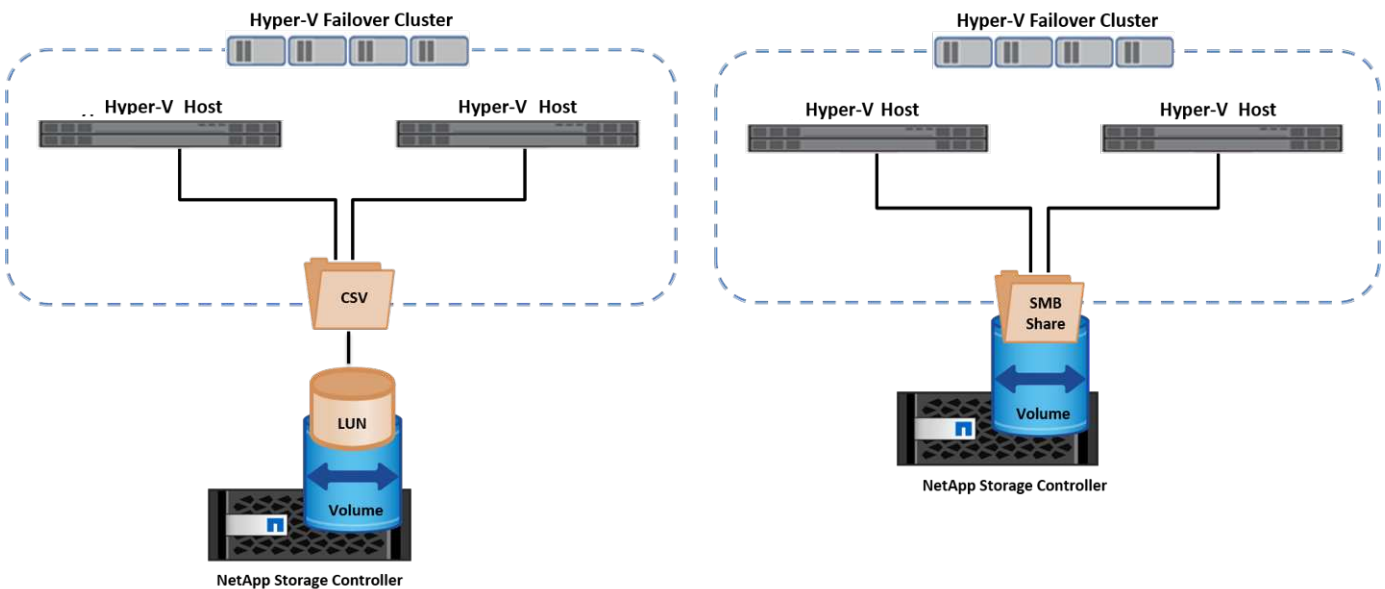 Hyper-V Failover Cluster
Hyper-V Host
Hyper-V Host
CSV
LUN
Volume
NetApp Storage Controller
Hyper-V Failover Cluster
Hyper-V Host
Hyper-V Host
SMB
Share
Volume
NetApp Storage Controller